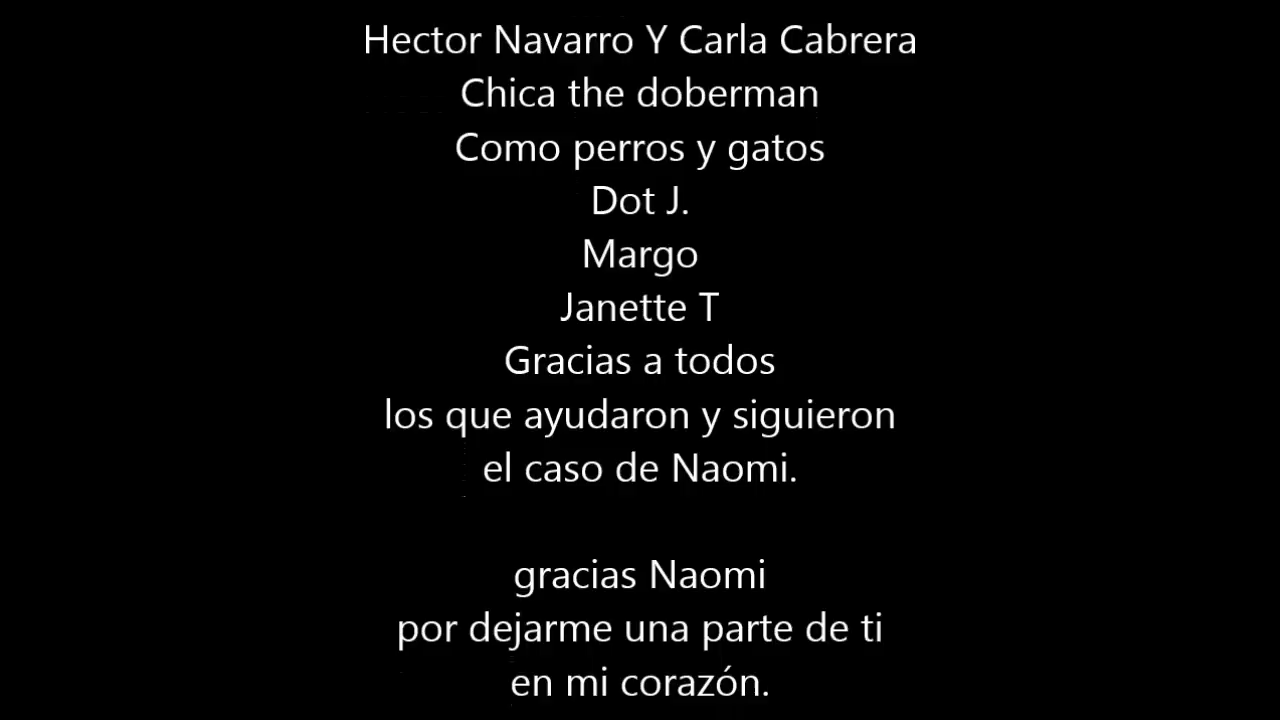 Hector Navarro Y Carla Cabrera
Chica the doberman
Como perros y gatos
Dot J.
Margo
Janette T
Gracias a todos
los que ayudaron y siguieron
el caso de Naomi.
gracias Naomi
por dejarme una parte de ti
en mi corazón.